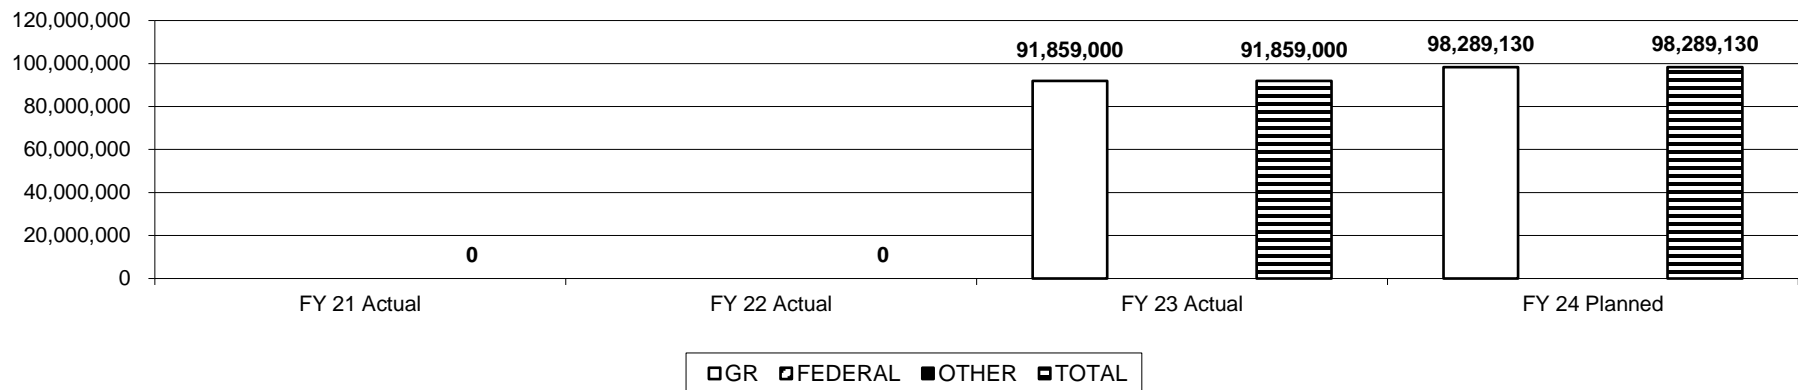 120,000,000
100,000,000
80,000,000
60,000,000
40,000,000
20,000,000
0
0
0
91,859,000
91,859,000
98,289,130
98,289,130
FY 21 Actual
FY 22 Actual
FY 23 Actual
FY 24 Planned
GR FEDERAL OTHER TOTAL